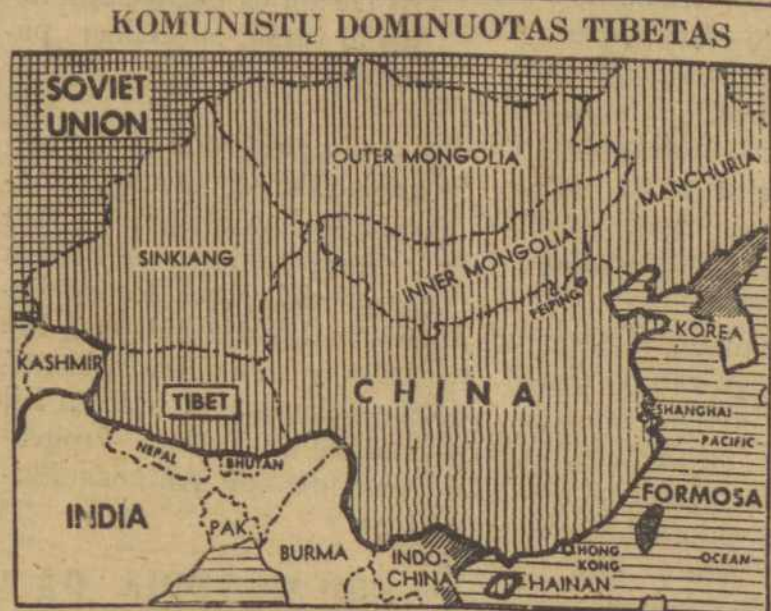 KOMUNISTŲ DOMINUOTAS TIBETAS
SOVIET
UNION
OUTER MONGOLIA
MANCHURIA
SINKIANG
INNER MONGOLIA
PEIPING
KOREA
KASHMIR
TIBET
CHINA
SHANGHAI
PACIFIC
NEPAL
BHUTAN
FORMOSA
INDIA
PAK.
BURMA
INDO-
CHINA
HONG
KONG
OCEAN
HAINAN